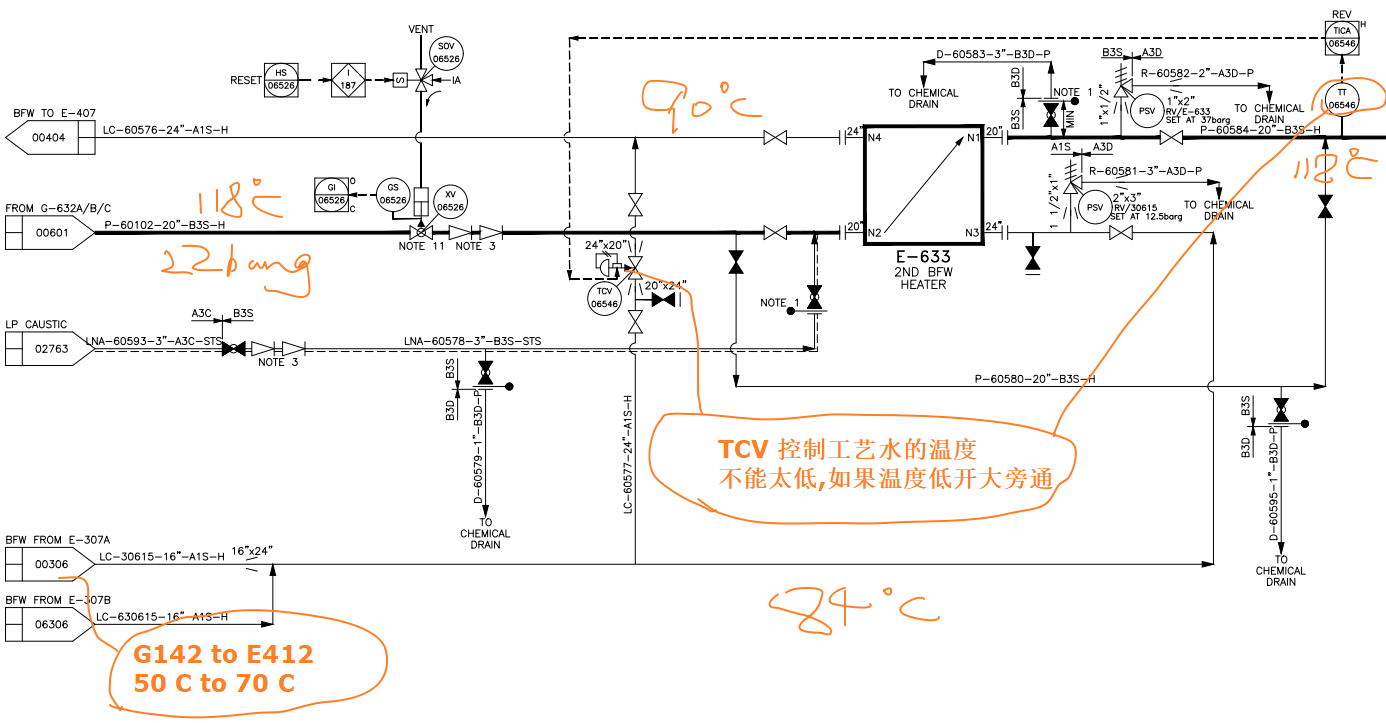 VENT
REV
SOV
06526
TICA
06546
H
HS
06526
RESET
I
187
S
IA
D-60583-3"-B3D-P
B3S
A3D
R-60582-2"-A3D-P
TO CHEMICAL
DRAIN
B3D
B3S
NOTE 1
MIN
1"x1/2"
PSV
1"x2"
RV/E-633
SET AT 37barg
TO CHEMICAL
DRAIN
TT
06546
BFW TO E-407
00404
LC-60576-24"-A1S-H
90°C
24"
N4
N1
20"
P-60584-20"-B3S-H
A1S
A3D
R-60581-3"-A3D-P
112°C
118°C
GI
06526
O
C
GS
06526
XV
06526
1 1/2"x1"
PSV
2"x3"
RV/30615
SET AT 12.5barg
TO CHEMICAL
DRAIN
FROM G-632A/B/C
00601
P-60102-20"-B3S-H
NOTE 11
NOTE 3
20"
N2
N3
24"
22barg
24"x20"
E-633
2ND BFW
HEATER
TCV
06546
20"x24"
NOTE 1
LP CAUSTIC
02763
A3C
B3S
LNA-60593-3"-A3C-STS
NOTE 3
LNA-60578-3"-B3S-STS
B3S
B3D
D-60579-1"-B3D-P
TO
CHEMICAL
DRAIN
LC-60577-24"-A1S-H
P-60580-20"-B3S-H
B3S
B3D
D-60595-1"-B3D-P
TO
CHEMICAL
DRAIN
TCV 控制工艺水的温度
不能太低,如果温度低开大旁通
BFW FROM E-307A
00306
LC-30615-16"-A1S-H
16"x24"
BFW FROM E-307B
06306
LC-630615-16"-A1S-H
84°C
G142 to E412
50 C to 70 C